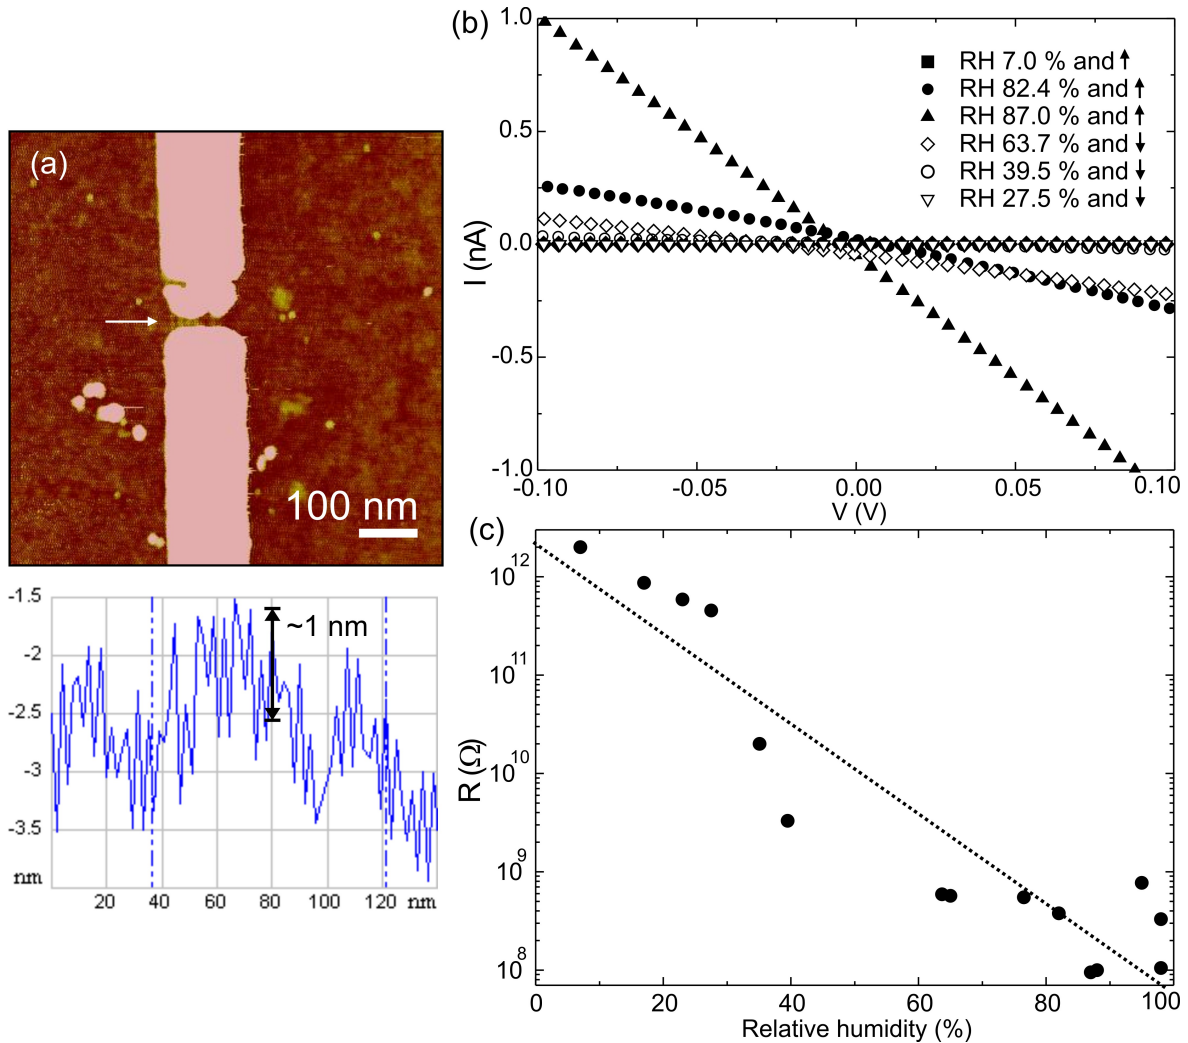 (a)
100 nm
-1.5
-2
-2.5
-3
-3.5
nm
~1 nm
20 40 60 80 100 120 nm
(b)
1.0
0.5
0.0
-0.5
-1.0
I (nA)
RH 7.0 % and ↑
RH 82.4 % and ↑
RH 87.0 % and ↑
RH 63.7 % and ↓
RH 39.5 % and ↓
RH 27.5 % and ↓
-0.10 -0.05 0.00 0.05 0.10
V (V)
(c)
10¹²
10¹¹
10¹⁰
10⁹
10⁸
R (Ω)
0 20 40 60 80 100
Relative humidity (%)